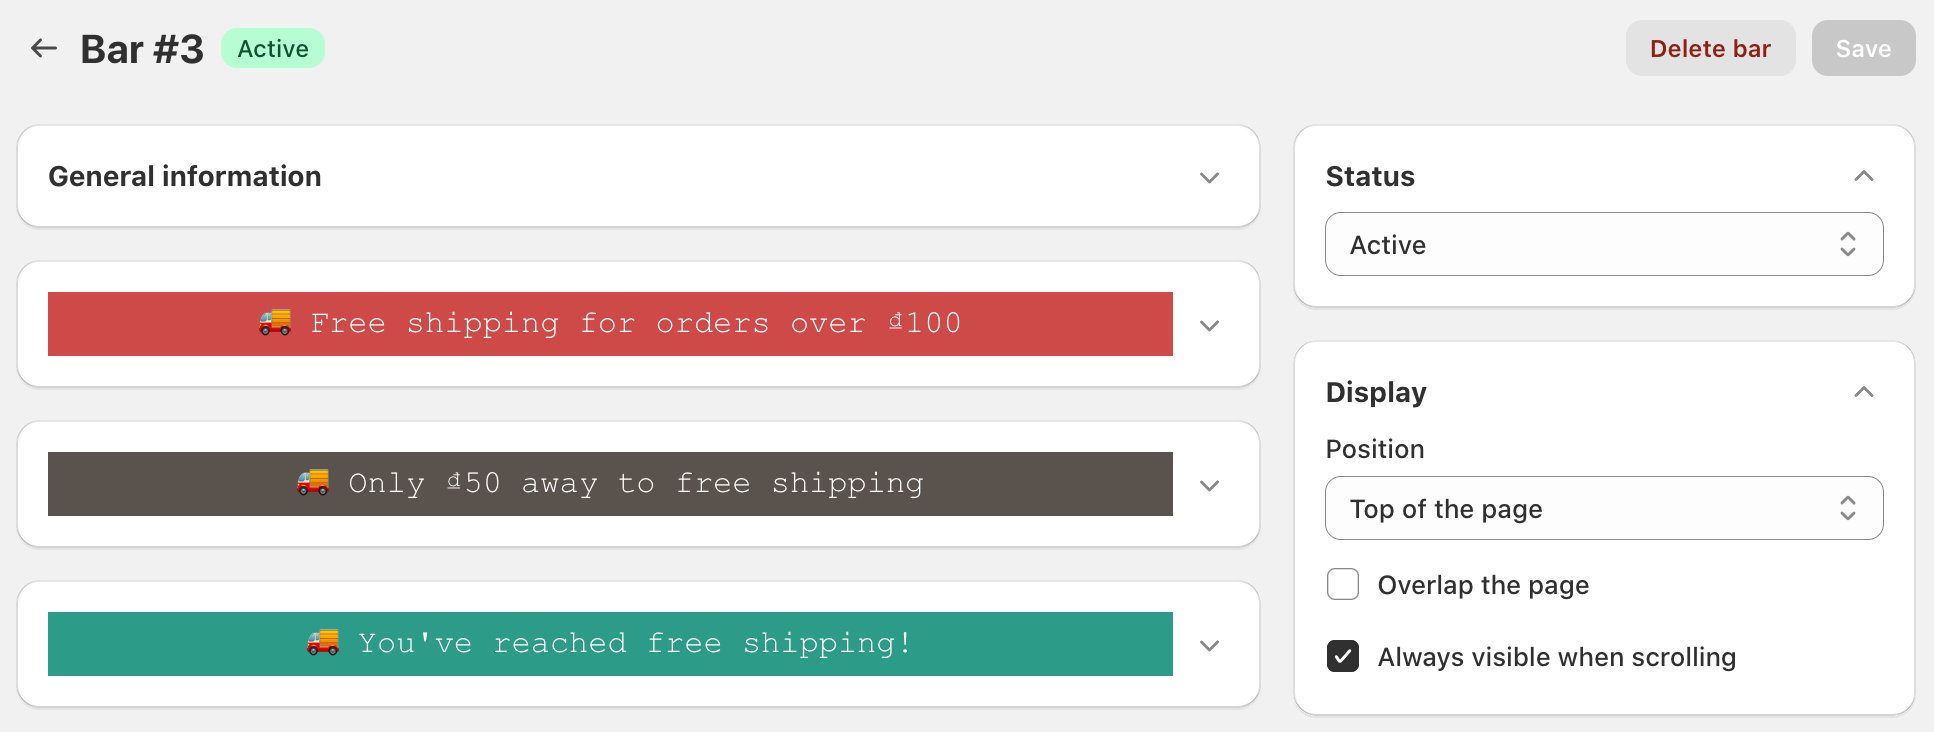 Bar #3 Active
Delete bar
Save
General information
🚚 Free shipping for orders over ₫100
🚚 Only ₫50 away to free shipping
🚚 You've reached free shipping!
Status
Active
Display
Position
Top of the page
Overlap the page
Always visible when scrolling